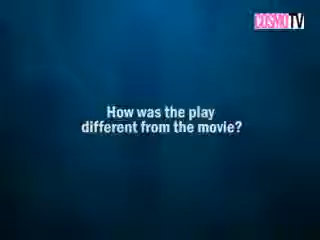 COSMOTV
How was the play
different from the movie?